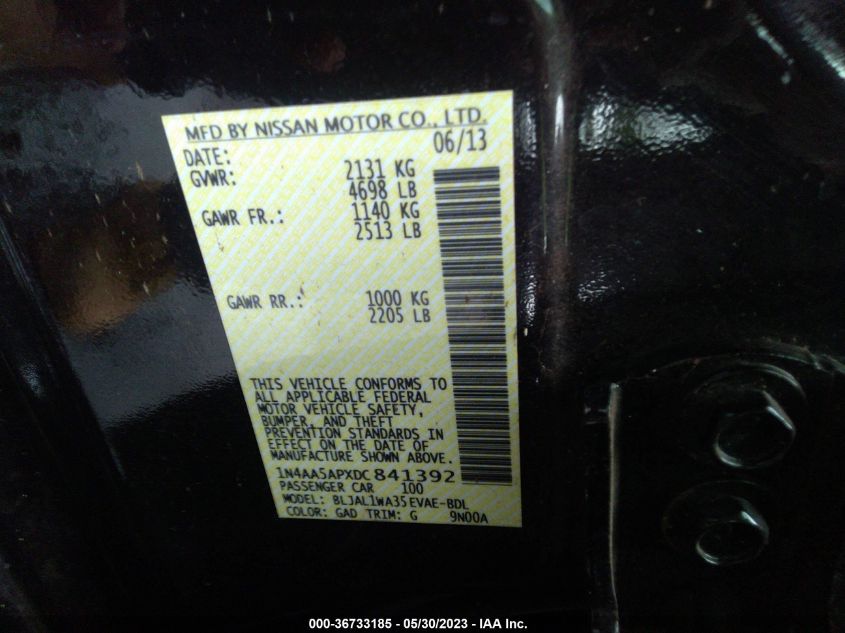 MFD BY NISSAN MOTOR CO., LTD.
DATE: 06/13
GVWR: 2131 KG
4698 LB
GAWR FR.: 1140 KG
2513 LB
GAWR RR.: 1000 KG
2205 LB
THIS VEHICLE CONFORMS TO
ALL APPLICABLE FEDERAL
MOTOR VEHICLE SAFETY,
BUMPER, AND THEFT
PREVENTION STANDARDS IN
EFFECT ON THE DATE OF
MANUFACTURE SHOWN ABOVE.
1N4AA5APXDC841392
PASSENGER CAR 100
MODEL: BLJAL1WA35EVAE-BDL
COLOR: GAD TRIM: G 9N00A
000-36733185 - 05/30/2023 - IAA Inc.